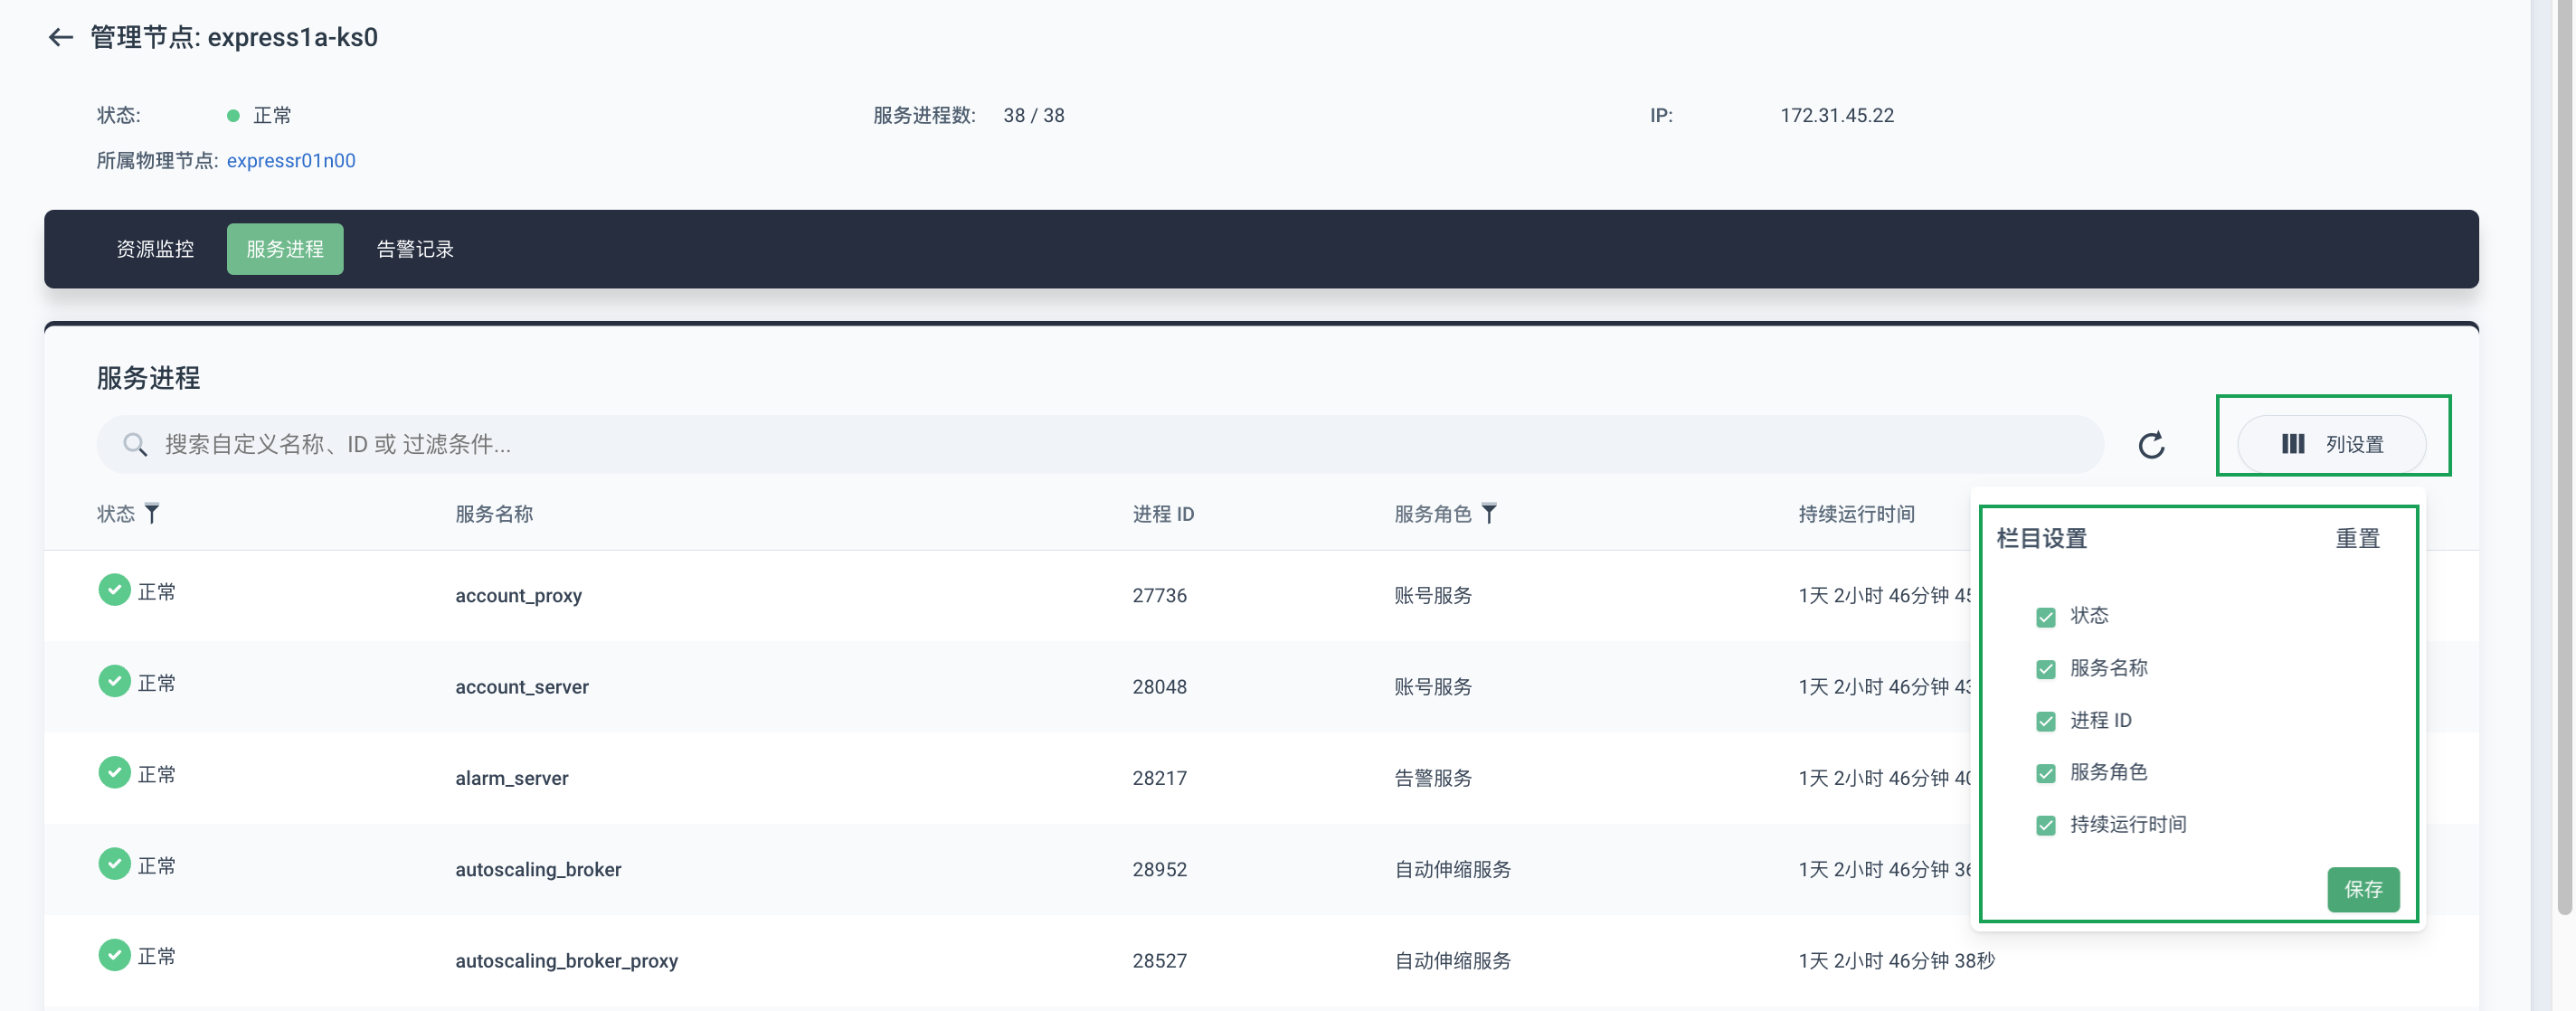 管理节点: express1a-ks0
状态: 正常 服务进程数: 38 / 38 IP: 172.31.45.22
所属物理节点: expressr01n00
资源监控 服务进程 告警记录
服务进程
搜索自定义名称、ID 或 过滤条件... 列设置
状态 服务名称 进程 ID 服务角色 持续运行时间
栏目设置 重置
正常 account_proxy 27736 账号服务 1天 2小时 46分钟 45
状态
服务名称
正常 account_server 28048 账号服务 1天 2小时 46分钟 43
进程 ID
服务角色
正常 alarm_server 28217 告警服务 1天 2小时 46分钟 40
持续运行时间
正常 autoscaling_broker 28952 自动伸缩服务 1天 2小时 46分钟 36
保存
正常 autoscaling_broker_proxy 28527 自动伸缩服务 1天 2小时 46分钟 38秒